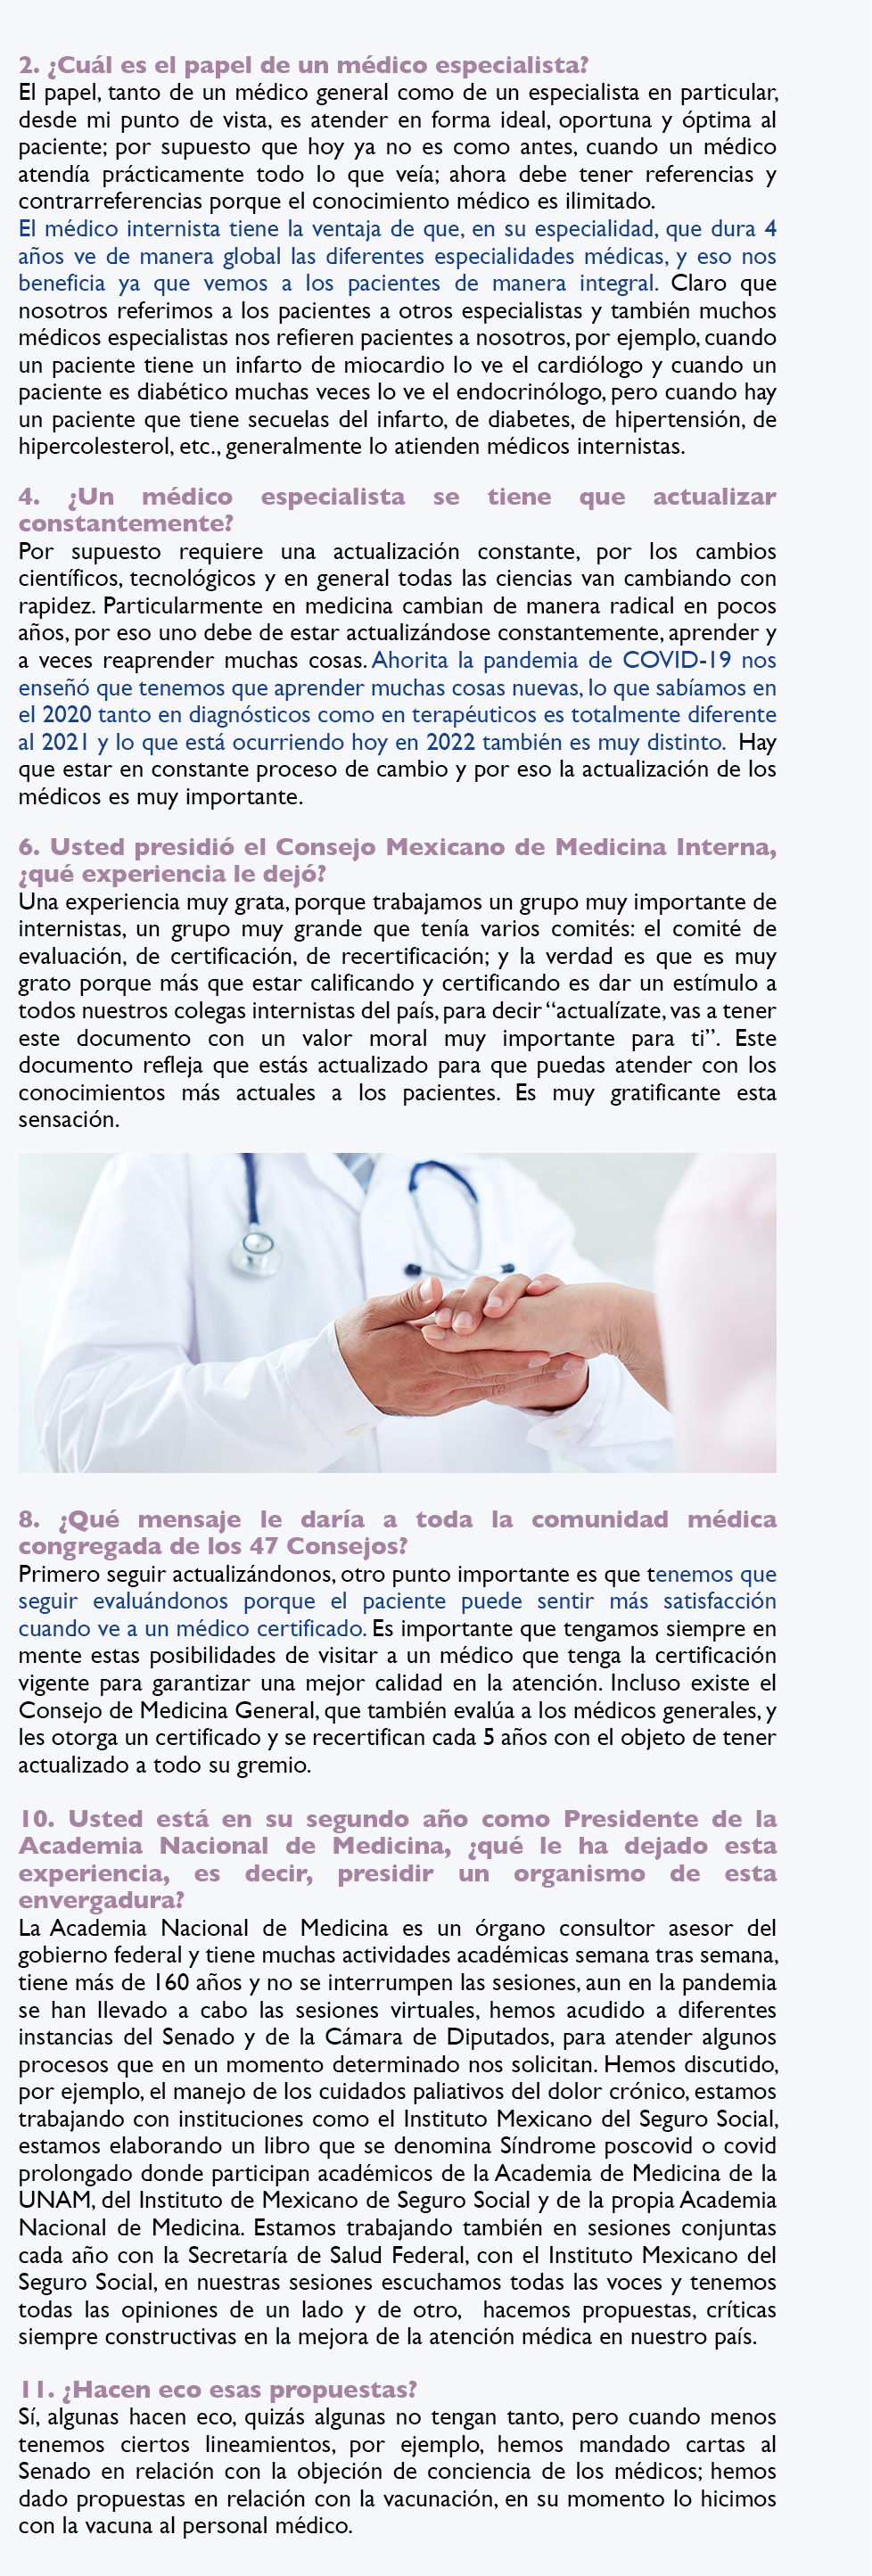 2. ¿Cuál es el papel de un médico especialista?
El papel, tanto de un médico general como de un especialista en particular,
desde mi punto de vista, es atender en forma ideal, oportuna y óptima al
paciente; por supuesto que hoy ya no es como antes, cuando un médico
atendía prácticamente todo lo que veía; ahora debe tener referencias y
contrarreferencias porque el conocimiento médico es ilimitado.
El médico internista tiene la ventaja de que, en su especialidad, que dura 4
años ve de manera global las diferentes especialidades médicas, y eso nos
beneficia ya que vemos a los pacientes de manera integral. Claro que
nosotros referimos a los pacientes a otros especialistas y también muchos
médicos especialistas nos refieren pacientes a nosotros, por ejemplo, cuando
un paciente tiene un infarto de miocardio lo ve el cardiólogo y cuando un
paciente es diabético muchas veces lo ve el endocrinólogo, pero cuando hay
un paciente que tiene secuelas del infarto, de diabetes, de hipertensión, de
hipercolesterol, etc., generalmente lo atienden médicos internistas.
4. ¿Un médico especialista se tiene que actualizar
constantemente?
Por supuesto requiere una actualización constante, por los cambios
científicos, tecnológicos y en general todas las ciencias van cambiando con
rapidez. Particularmente en medicina cambian de manera radical en pocos
años, por eso uno debe de estar actualizándose constantemente, aprender y
a veces reaprender muchas cosas. Ahorita la pandemia de COVID-19 nos
enseñó que tenemos que aprender muchas cosas nuevas, lo que sabíamos en
el 2020 tanto en diagnósticos como en terapéuticos es totalmente diferente
al 2021 y lo que está ocurriendo hoy en 2022 también es muy distinto. Hay
que estar en constante proceso de cambio y por eso la actualización de los
médicos es muy importante.
6. Usted presidió el Consejo Mexicano de Medicina Interna,
¿qué experiencia le dejó?
Una experiencia muy grata, porque trabajamos un grupo muy importante de
internistas, un grupo muy grande que tenía varios comités: el comité de
evaluación, de certificación, de recertificación; y la verdad es que es muy
grato porque más que estar calificando y certificando es dar un estímulo a
todos nuestros colegas internistas del país, para decir “actualízate, vas a tener
este documento con un valor moral muy importante para ti”. Este
documento refleja que estás actualizado para que puedas atender con los
conocimientos más actuales a los pacientes. Es muy gratificante esta
sensación.
8. ¿Qué mensaje le daría a toda la comunidad médica
congregada de los 47 Consejos?
Primero seguir actualizándonos, otro punto importante es que tenemos que
seguir evaluándonos porque el paciente puede sentir más satisfacción
cuando ve a un médico certificado. Es importante que tengamos siempre en
mente estas posibilidades de visitar a un médico que tenga la certificación
vigente para garantizar una mejor calidad en la atención. Incluso existe el
Consejo de Medicina General, que también evalúa a los médicos generales, y
les otorga un certificado y se recertifican cada 5 años con el objeto de tener
actualizado a todo su gremio.
10. Usted está en su segundo año como Presidente de la
Academia Nacional de Medicina, ¿qué le ha dejado esta
experiencia, es decir, presidir un organismo de esta
envergadura?
La Academia Nacional de Medicina es un órgano consultor asesor del
gobierno federal y tiene muchas actividades académicas semana tras semana,
tiene más de 160 años y no se interrumpen las sesiones, aun en la pandemia
se han llevado a cabo las sesiones virtuales, hemos acudido a diferentes
instancias del Senado y de la Cámara de Diputados, para atender algunos
procesos que en un momento determinado nos solicitan. Hemos discutido,
por ejemplo, el manejo de los cuidados paliativos del dolor crónico, estamos
trabajando con instituciones como el Instituto Mexicano del Seguro Social,
estamos elaborando un libro que se denomina Síndrome poscovid o covid
prolongado donde participan académicos de la Academia de Medicina de la
UNAM, del Instituto de Mexicano de Seguro Social y de la propia Academia
Nacional de Medicina. Estamos trabajando también en sesiones conjuntas
cada año con la Secretaría de Salud Federal, con el Instituto Mexicano del
Seguro Social, en nuestras sesiones escuchamos todas las voces y tenemos
todas las opiniones de un lado y de otro, hacemos propuestas, críticas
siempre constructivas en la mejora de la atención médica en nuestro país.
11. ¿Hacen eco esas propuestas?
Sí, algunas hacen eco, quizás algunas no tengan tanto, pero cuando menos
tenemos ciertos lineamientos, por ejemplo, hemos mandado cartas al
Senado en relación con la objeción de conciencia de los médicos; hemos
dado propuestas en relación con la vacunación, en su momento lo hicimos
con la vacuna al personal médico.